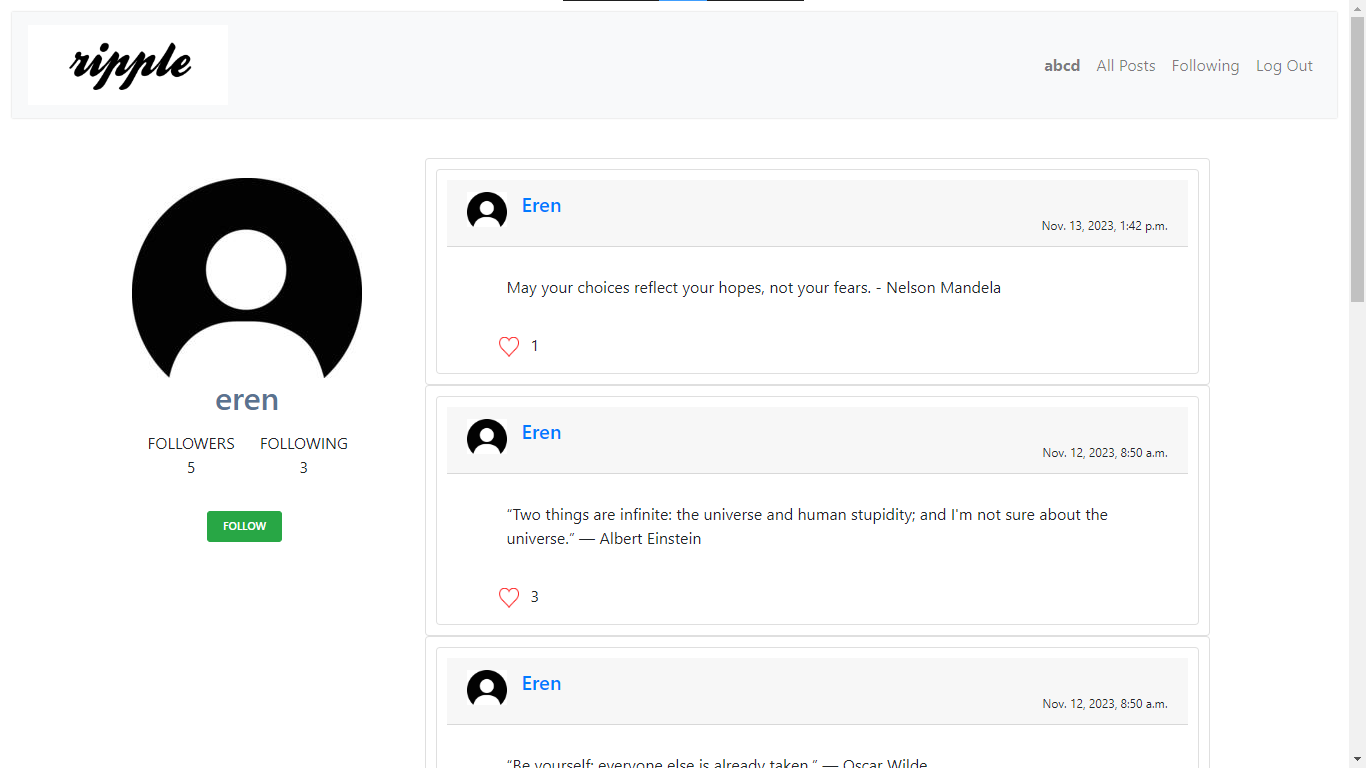 ripple
abcd All Posts Following Log Out
eren
FOLLOWERS FOLLOWING
5 3
FOLLOW
Eren
Nov. 13, 2023, 1:42 p.m.
May your choices reflect your hopes, not your fears. - Nelson Mandela
1
Eren
Nov. 12, 2023, 8:50 a.m.
“Two things are infinite: the universe and human stupidity; and I'm not sure about the
universe.” — Albert Einstein
3
Eren
Nov. 12, 2023, 8:50 a.m.
“Be yourself; everyone else is already taken.” — Oscar Wilde